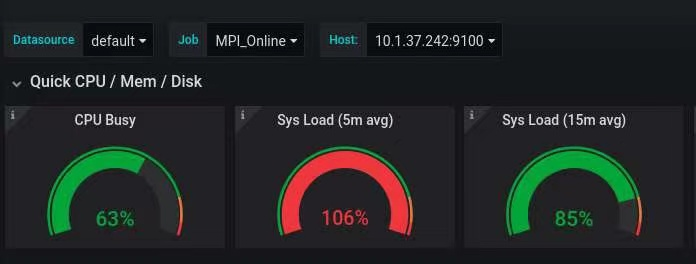 Datasource default Job MPI_Online Host: 10.1.37.242:9100
Quick CPU / Mem / Disk
i CPU Busy i Sys Load (5m avg) i Sys Load (15m avg)
63% 106% 85%